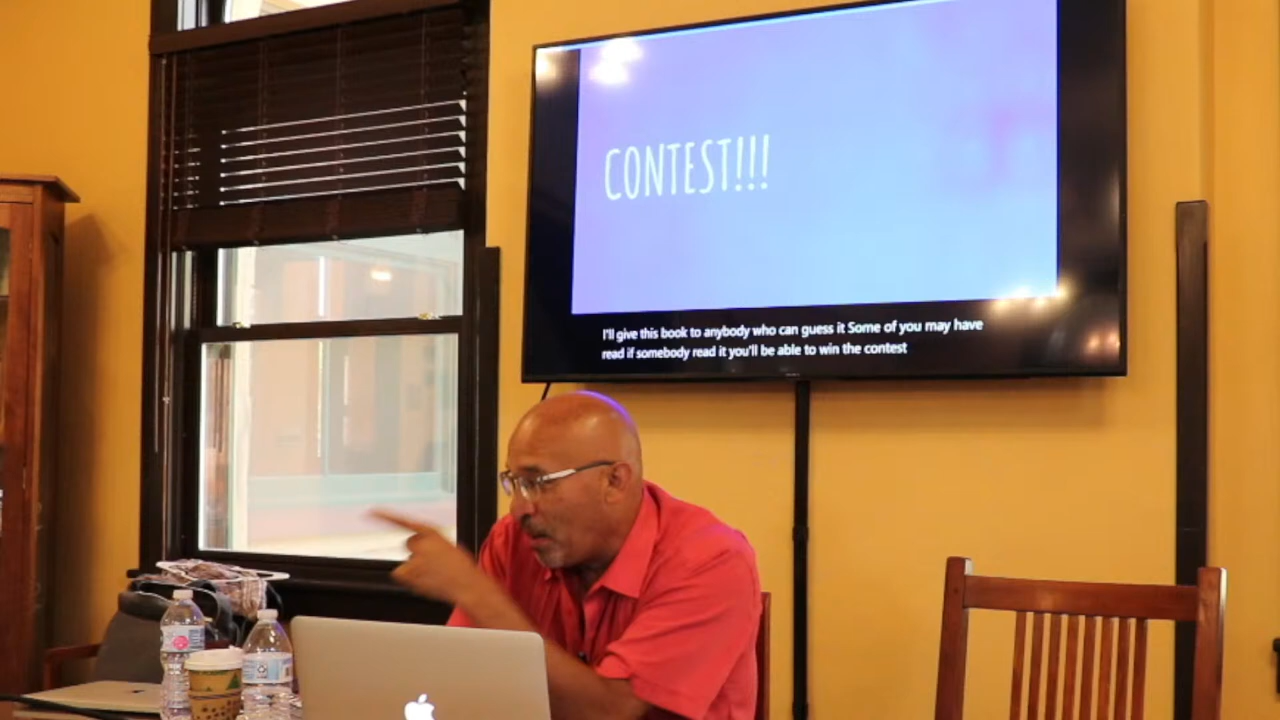 CONTEST!!!
I'll give this book to anybody who can guess it Some of you may have
read if somebody read it you'll be able to win the contest